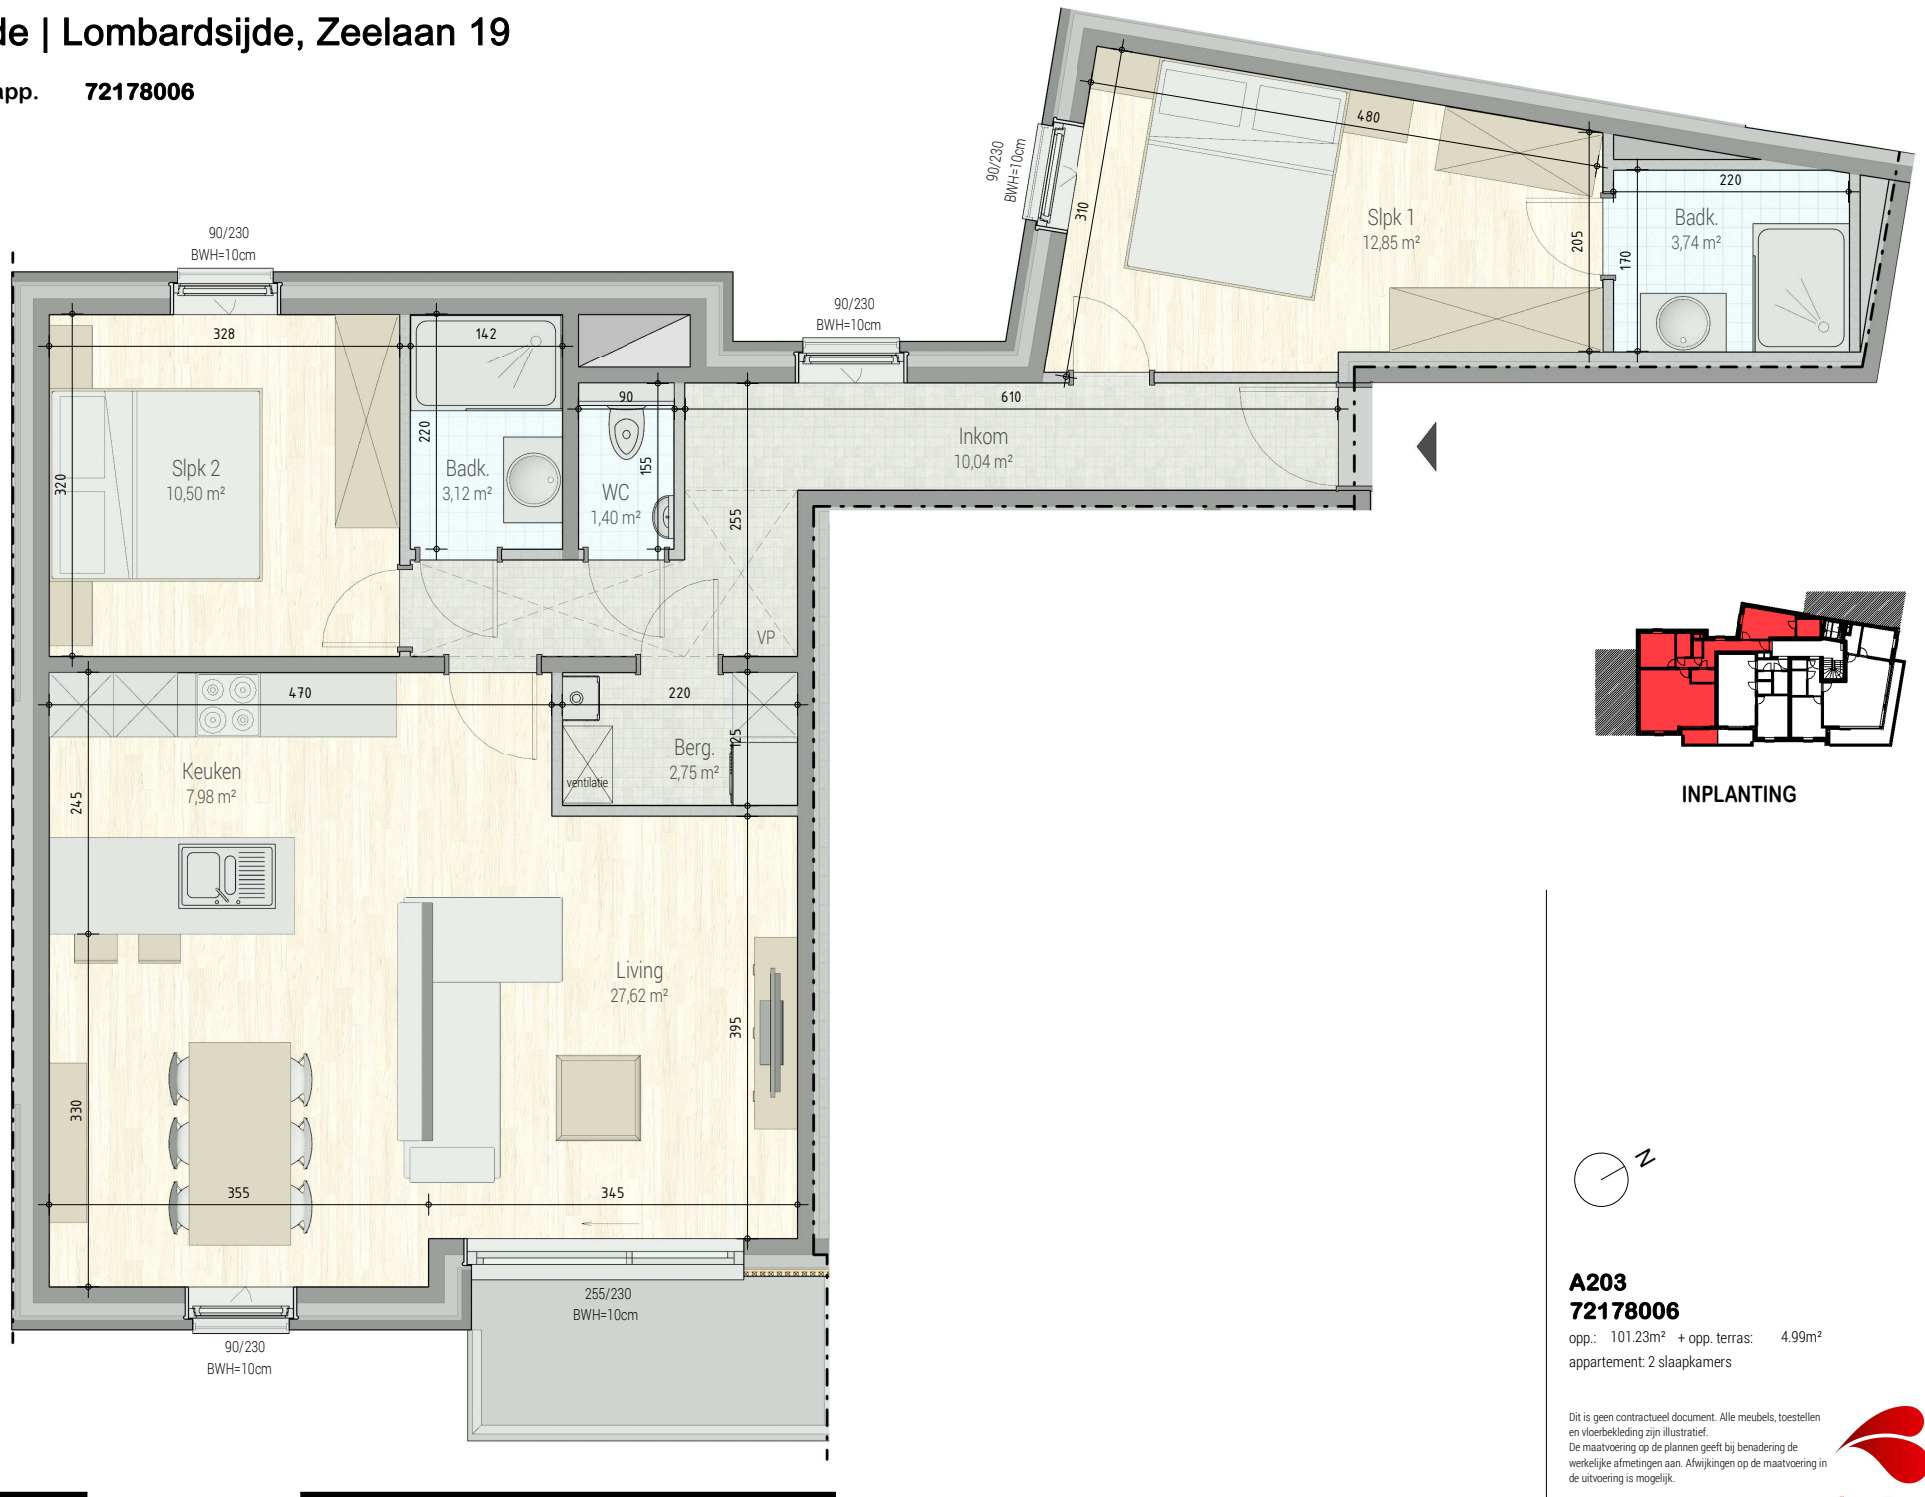 de | Lombardsijde, Zeelaan 19
app. 72178006
90/230
BWH=10cm
90/230
BWH=10cm
90/230
BWH=10cm
480
310
Slpk 1
12,85 m²
205
220
Badk.
3,74 m²
170
328
320
Slpk 2
10,50 m²
142
220
Badk.
3,12 m²
90
155
WC
1,40 m²
610
Inkom
10,04 m²
255
VP
470
220
125
Berg.
2,75 m²
ventilatie
Keuken
7,98 m²
245
Living
27,62 m²
395
330
355
345
255/230
BWH=10cm
90/230
BWH=10cm
INPLANTING
N
A203
72178006
opp.: 101.23m² + opp. terras: 4.99m²
appartement: 2 slaapkamers
Dit is geen contractueel document. Alle meubels, toestellen
en vloerbekleding zijn illustratief.
De maatvoering op de plannen geeft bij benadering de
werkelijke afmetingen aan. Afwijkingen op de maatvoering in
de uitvoering is mogelijk.